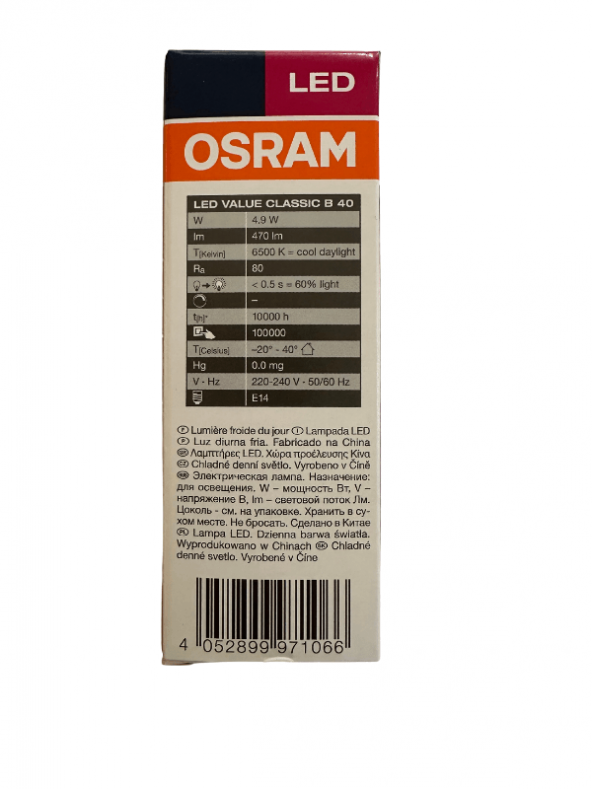 LED
OSRAM
LED VALUE CLASSIC B 40
W 4.9 W
lm 470 lm
T[Kelvin] 6500 K = cool daylight
Ra 80
< 0.5 s = 60% light
–
t[h]* 10000 h
100000
T[Celsius] –20° - 40°
Hg 0.0 mg
V - Hz 220-240 V - 50/60 Hz
E14
Ⓕ Lumière froide du jour Ⓘ Lampada LED
Ⓟ Luz diurna fria. Fabricado na China
GR Λαμπτήρες LED. Χώρα προέλευσης Κίνα
CZ Chladné denní světlo. Vyrobeno v Číně
Электрическая лампа. Назначение:
для освещения. W – мощность Вт, V –
напряжение В, lm – световой поток Лм.
Цоколь - см. на упаковке. Хранить в су-
хом месте. Не бросать. Сделано в Китае
PL Lampa LED. Dzienna barwa światła.
Wyprodukowano w Chinach SK Chladné
denné svetlo. Vyrobené v Číne
4 052899 971066